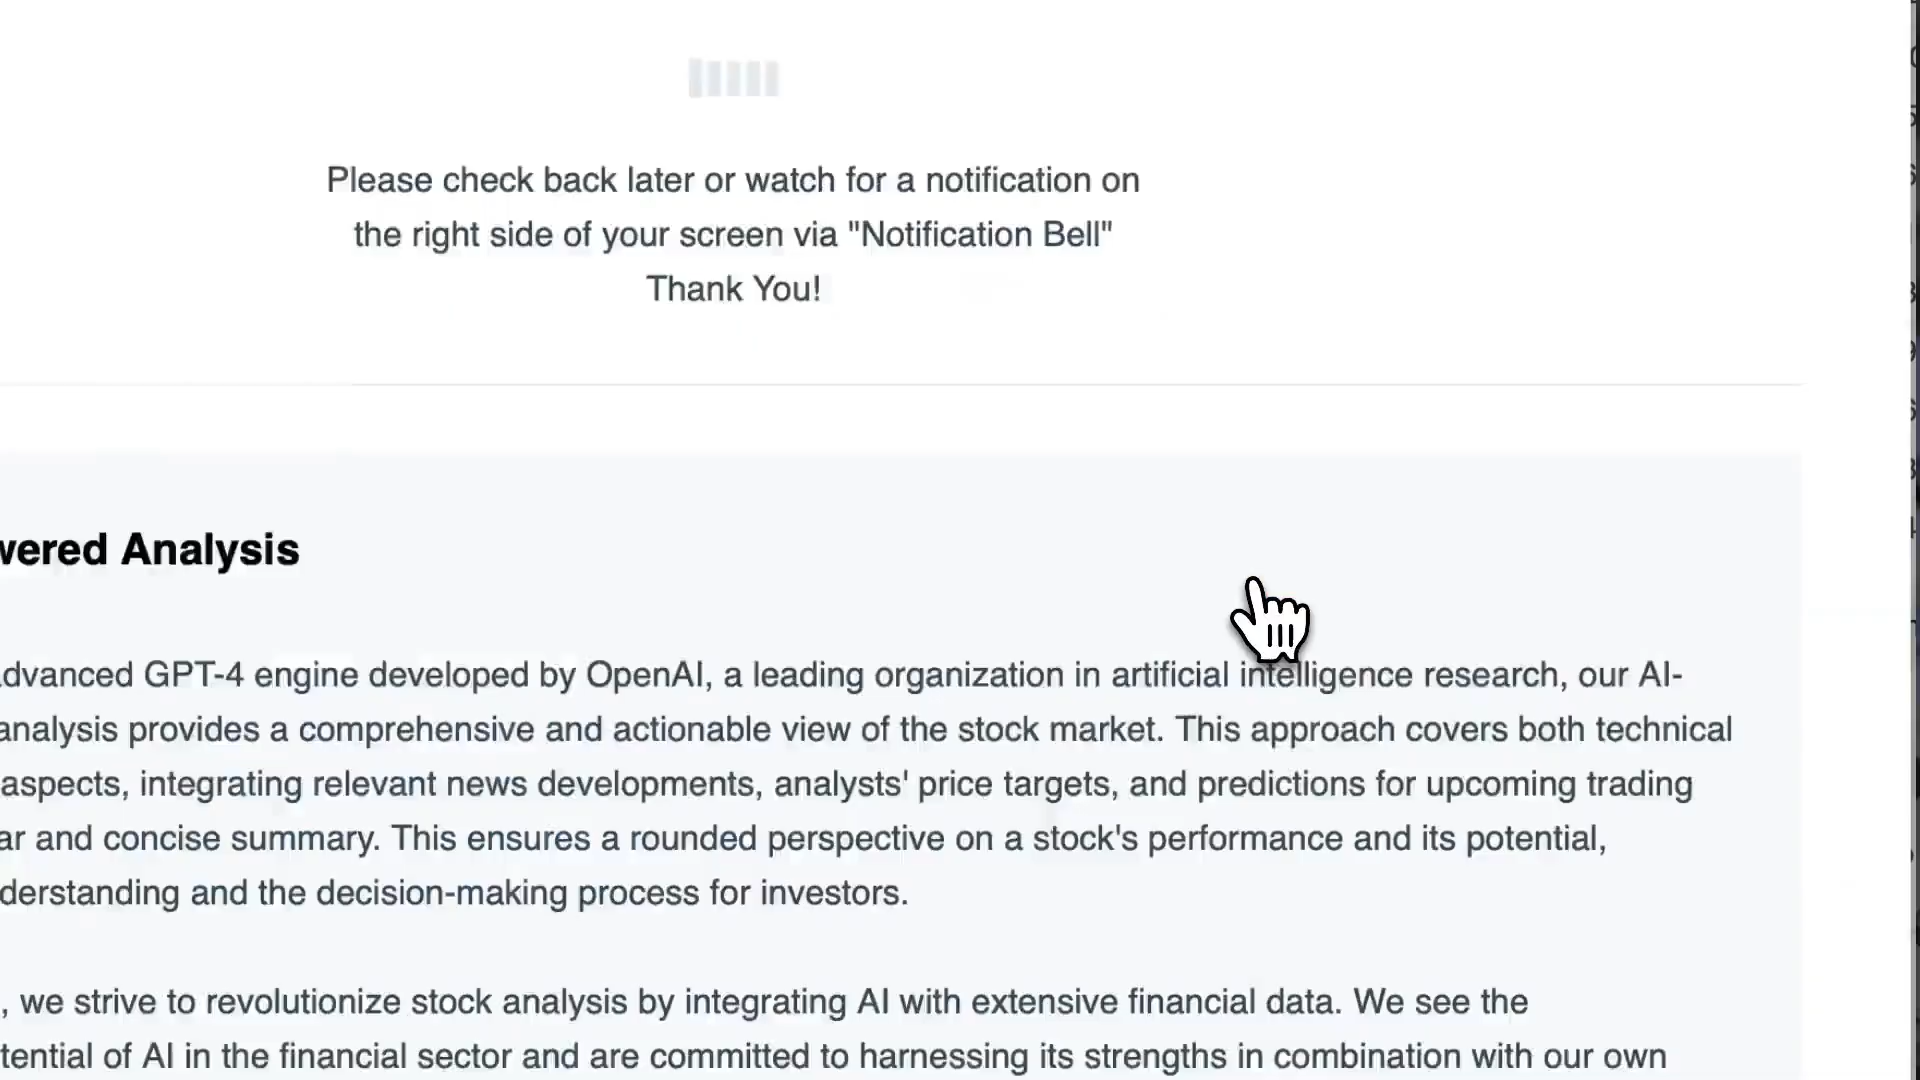 Please check back later or watch for a notification on
the right side of your screen via "Notification Bell"
Thank You!
wered Analysis
dvanced GPT-4 engine developed by OpenAI, a leading organization in artificial intelligence research, our AI-
analysis provides a comprehensive and actionable view of the stock market. This approach covers both technical
aspects, integrating relevant news developments, analysts' price targets, and predictions for upcoming trading
ar and concise summary. This ensures a rounded perspective on a stock's performance and its potential,
derstanding and the decision-making process for investors.
, we strive to revolutionize stock analysis by integrating AI with extensive financial data. We see the
tential of AI in the financial sector and are committed to harnessing its strengths in combination with our own